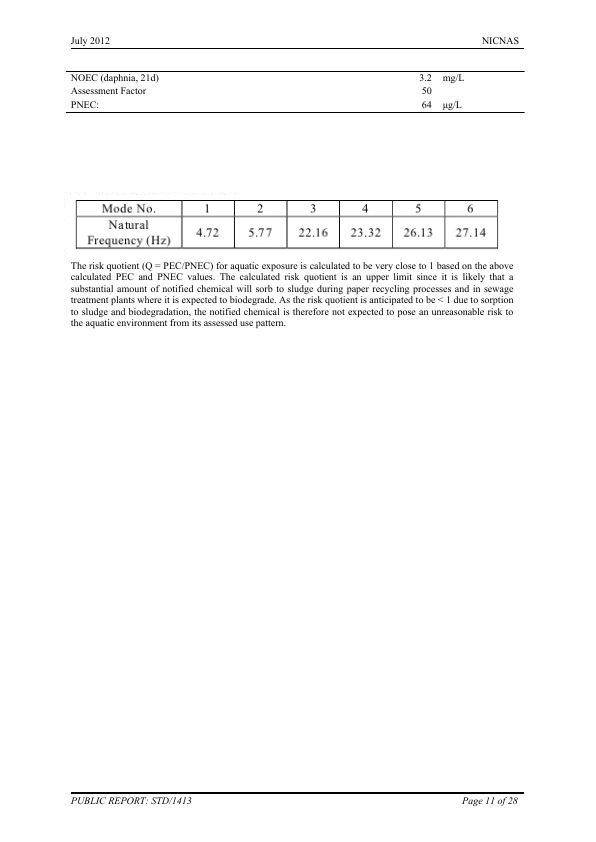 July 2012 NICNAS
NOEC (daphnia, 21d) 3.2 mg/L
Assessment Factor 50
PNEC: 64 μg/L
Mode No. 1 2 3 4 5 6
Natural
Frequency (Hz) 4.72 5.77 22.16 23.32 26.13 27.14
The risk quotient (Q = PEC/PNEC) for aquatic exposure is calculated to be very close to 1 based on the above
calculated PEC and PNEC values. The calculated risk quotient is an upper limit since it is likely that a
substantial amount of notified chemical will sorb to sludge during paper recycling processes and in sewage
treatment plants where it is expected to biodegrade. As the risk quotient is anticipated to be < 1 due to sorption
to sludge and biodegradation, the notified chemical is therefore not expected to pose an unreasonable risk to
the aquatic environment from its assessed use pattern.
PUBLIC REPORT: STD/1413 Page 11 of 28